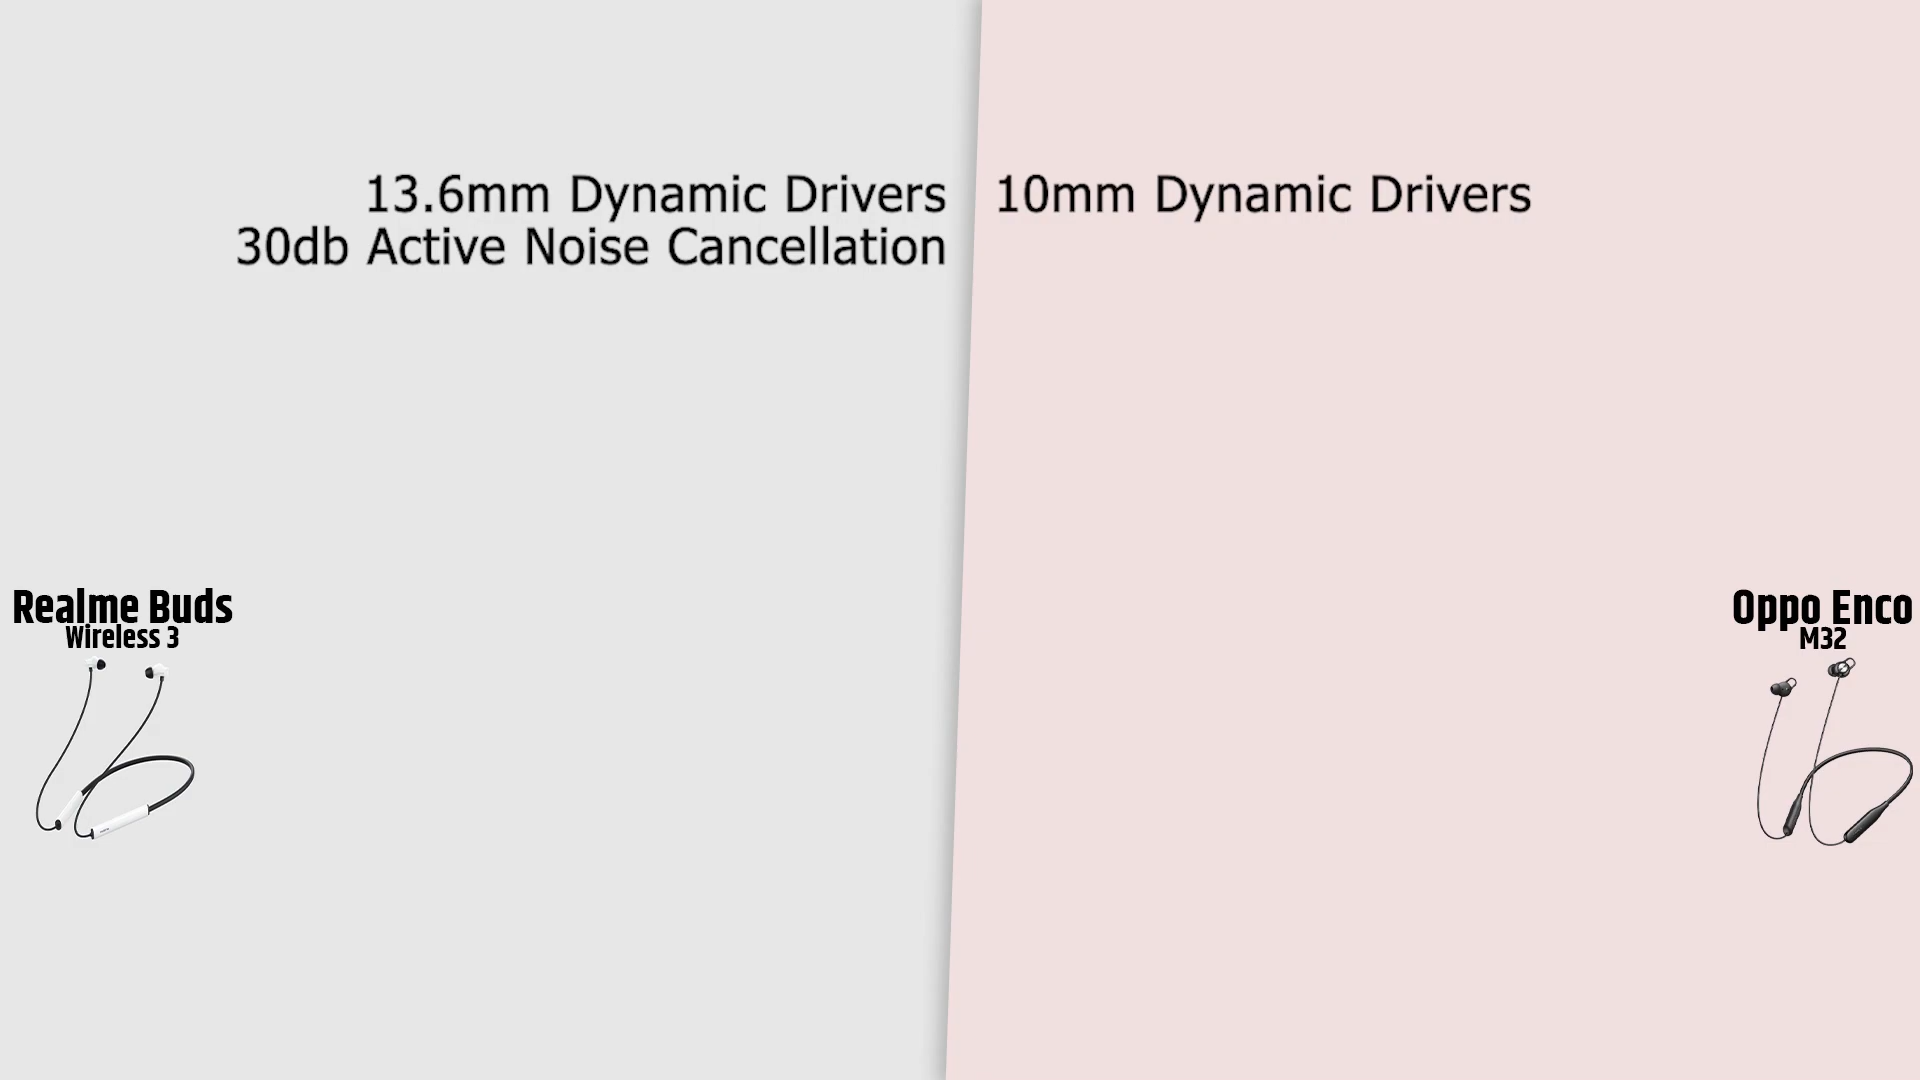 13.6mm Dynamic Drivers
30db Active Noise Cancellation
10mm Dynamic Drivers
Realme Buds
Wireless 3
Oppo Enco
M32